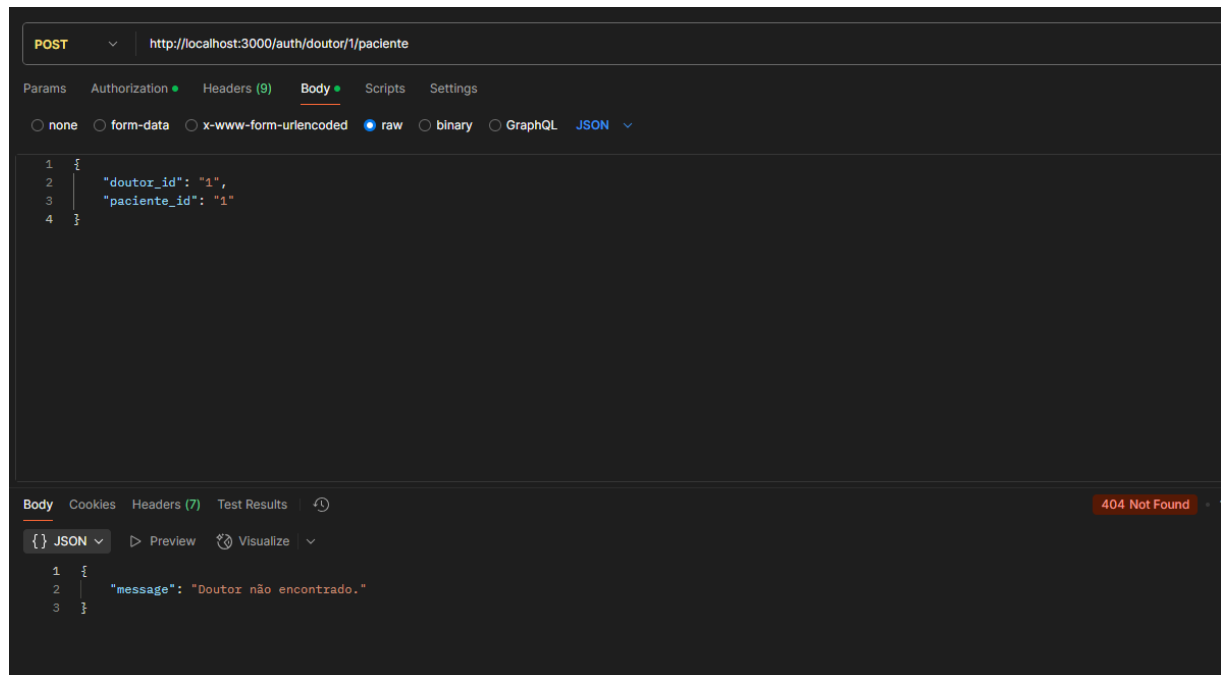 POST http://localhost:3000/auth/doutor/1/paciente
Params Authorization Headers (9) Body Scripts Settings
none form-data x-www-form-urlencoded raw binary GraphQL JSON
1 {
2 "doutor_id": "1",
3 "paciente_id": "1"
4 }
Body Cookies Headers (7) Test Results 404 Not Found
{} JSON Preview Visualize
1 {
2 "message": "Doutor não encontrado."
3 }